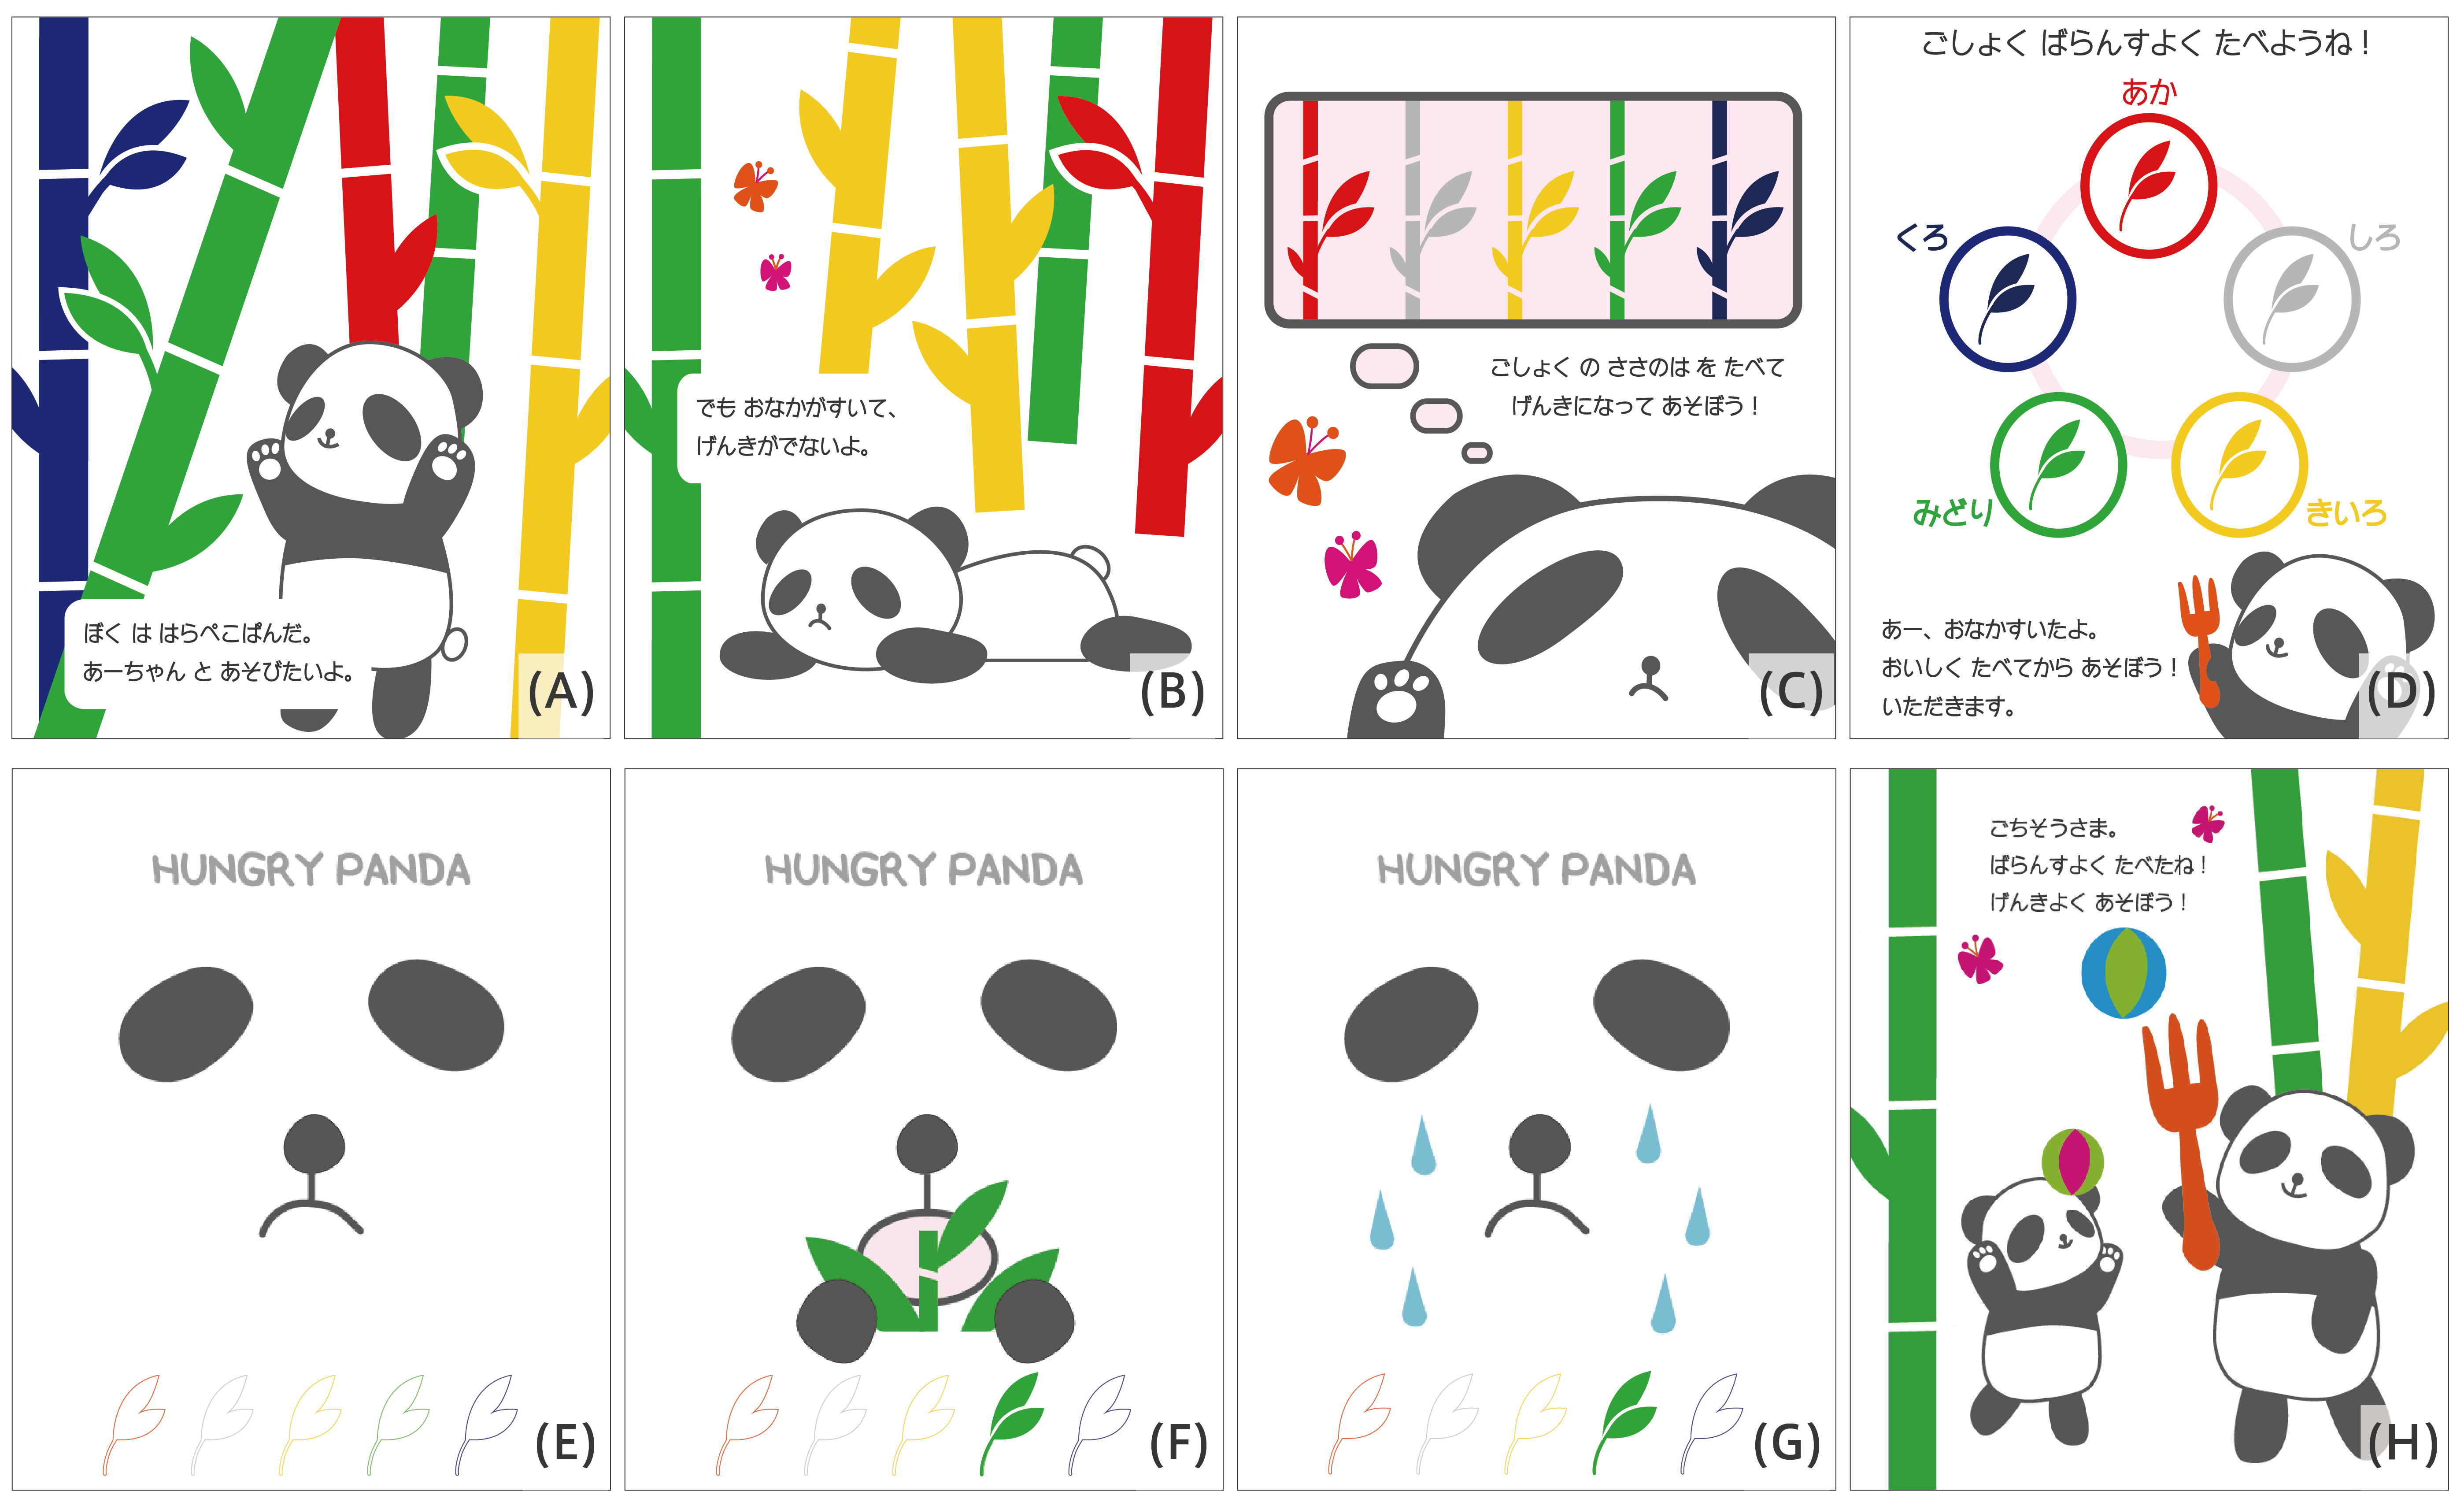 ぼく は はらぺこぱんだ。
あーちゃん と あそびたいよ。
(A)
でも おなかがすいて、
げんきがでないよ。
(B)
ごしょく の ささのは を たべて
げんきになって あそぼう！
(C)
ごしょく ばらんすよく たべようね！
あか
くろ
しろ
みどり
きいろ
あー、おなかすいたよ。
おいしく たべてから あそぼう！
いただきます。
(D)
HUNGRY PANDA
(E)
HUNGRY PANDA
(F)
HUNGRY PANDA
(G)
ごちそうさま。
ばらんすよく たべたね！
げんきよく あそぼう！
(H)